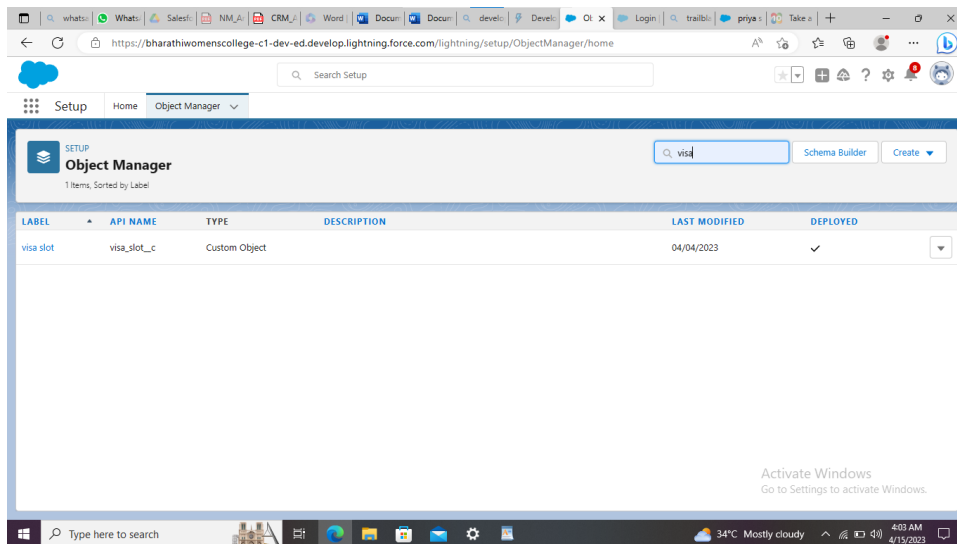 whats
Whats
Salesfo
NM_Ac
CRM_A
Word
Docum
Docum
develo
Develo
Login
trailbla
priya s
Take a
https://bharathiwomenscollege-c1-dev-ed.develop.lightning.force.com/lightning/setup/ObjectManager/home
Search Setup
8
Setup Home Object Manager
SETUP
Object Manager
1 Items, Sorted by Label
visa
Schema Builder
Create
LABEL API NAME TYPE DESCRIPTION LAST MODIFIED DEPLOYED
visa slot visa_slot__c Custom Object 04/04/2023
Activate Windows
Go to Settings to activate Windows.
Type here to search
34°C Mostly cloudy
4:03 AM
4/15/2023